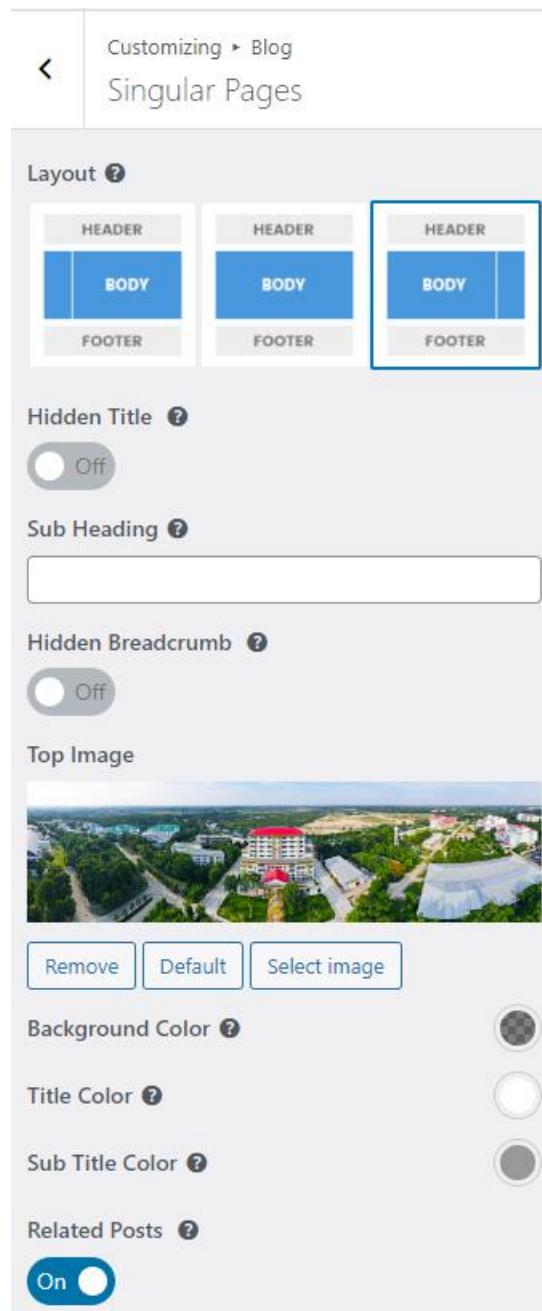 Customizing ▸ Blog
Singular Pages
Layout
HEADER HEADER HEADER
BODY BODY BODY
FOOTER FOOTER FOOTER
Hidden Title
Off
Sub Heading
Hidden Breadcrumb
Off
Top Image
Remove Default Select image
Background Color
Title Color
Sub Title Color
Related Posts
On